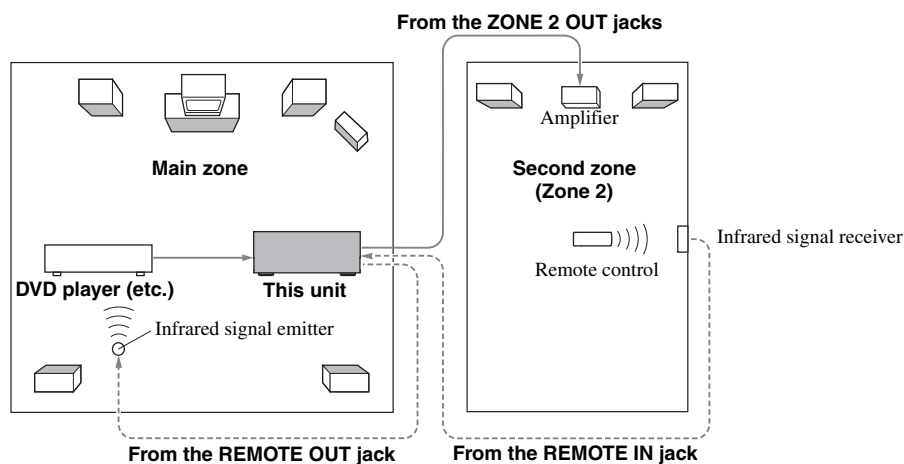 From the ZONE 2 OUT jacks
Amplifier
Main zone
Second zone
(Zone 2)
Infrared signal receiver
Remote control
DVD player (etc.)
This unit
Infrared signal emitter
From the REMOTE OUT jack
From the REMOTE IN jack